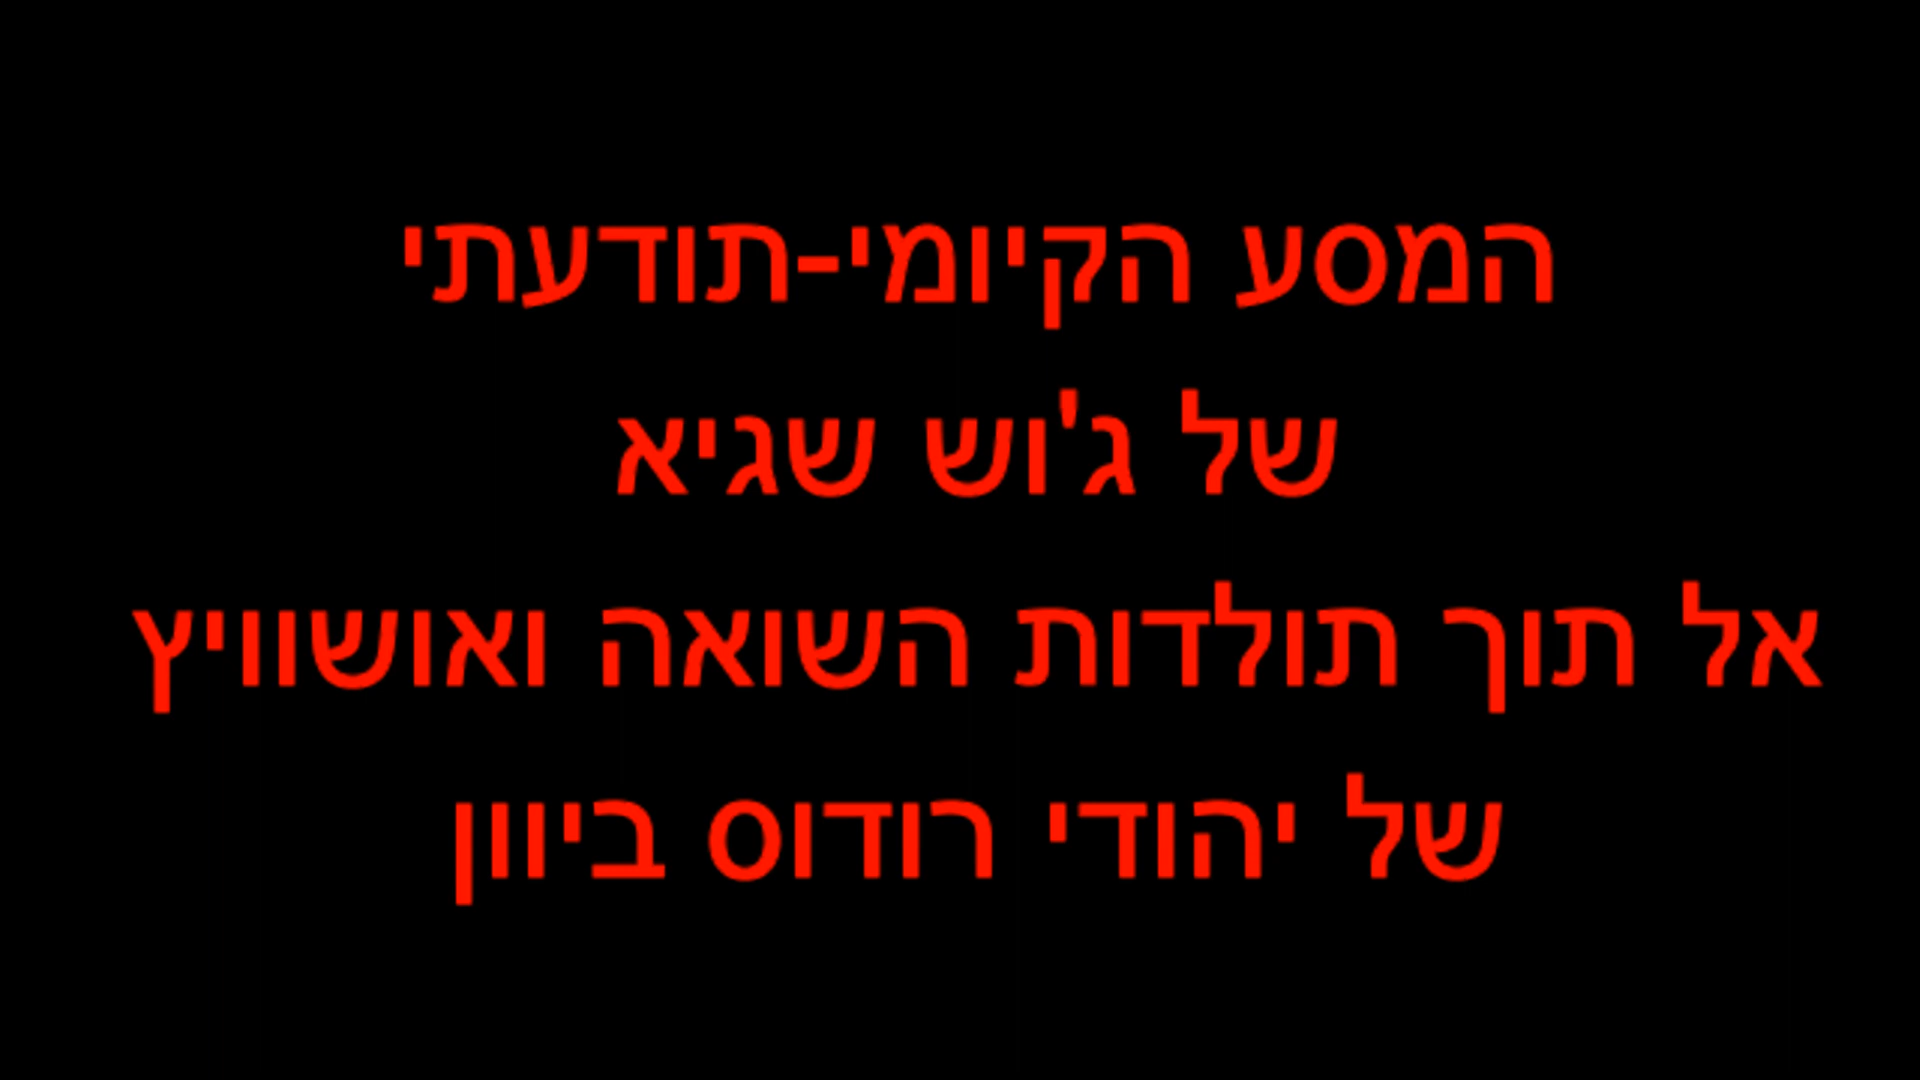 המסע הקיומי-תודעתי
של ג'וש שגיא
אל תוך תולדות השואה ואושוויץ
של יהודי רודוס ביוון